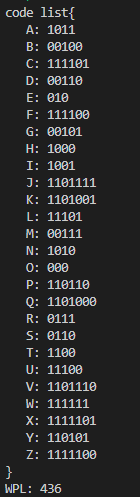 code list{
A: 1011
B: 00100
C: 111101
D: 00110
E: 010
F: 111100
G: 00101
H: 1000
I: 1001
J: 1101111
K: 1101001
L: 11101
M: 00111
N: 1010
O: 000
P: 110110
Q: 1101000
R: 0111
S: 0110
T: 1100
U: 11100
V: 1101110
W: 111111
X: 1111101
Y: 110101
Z: 1111100
}
WPL: 436